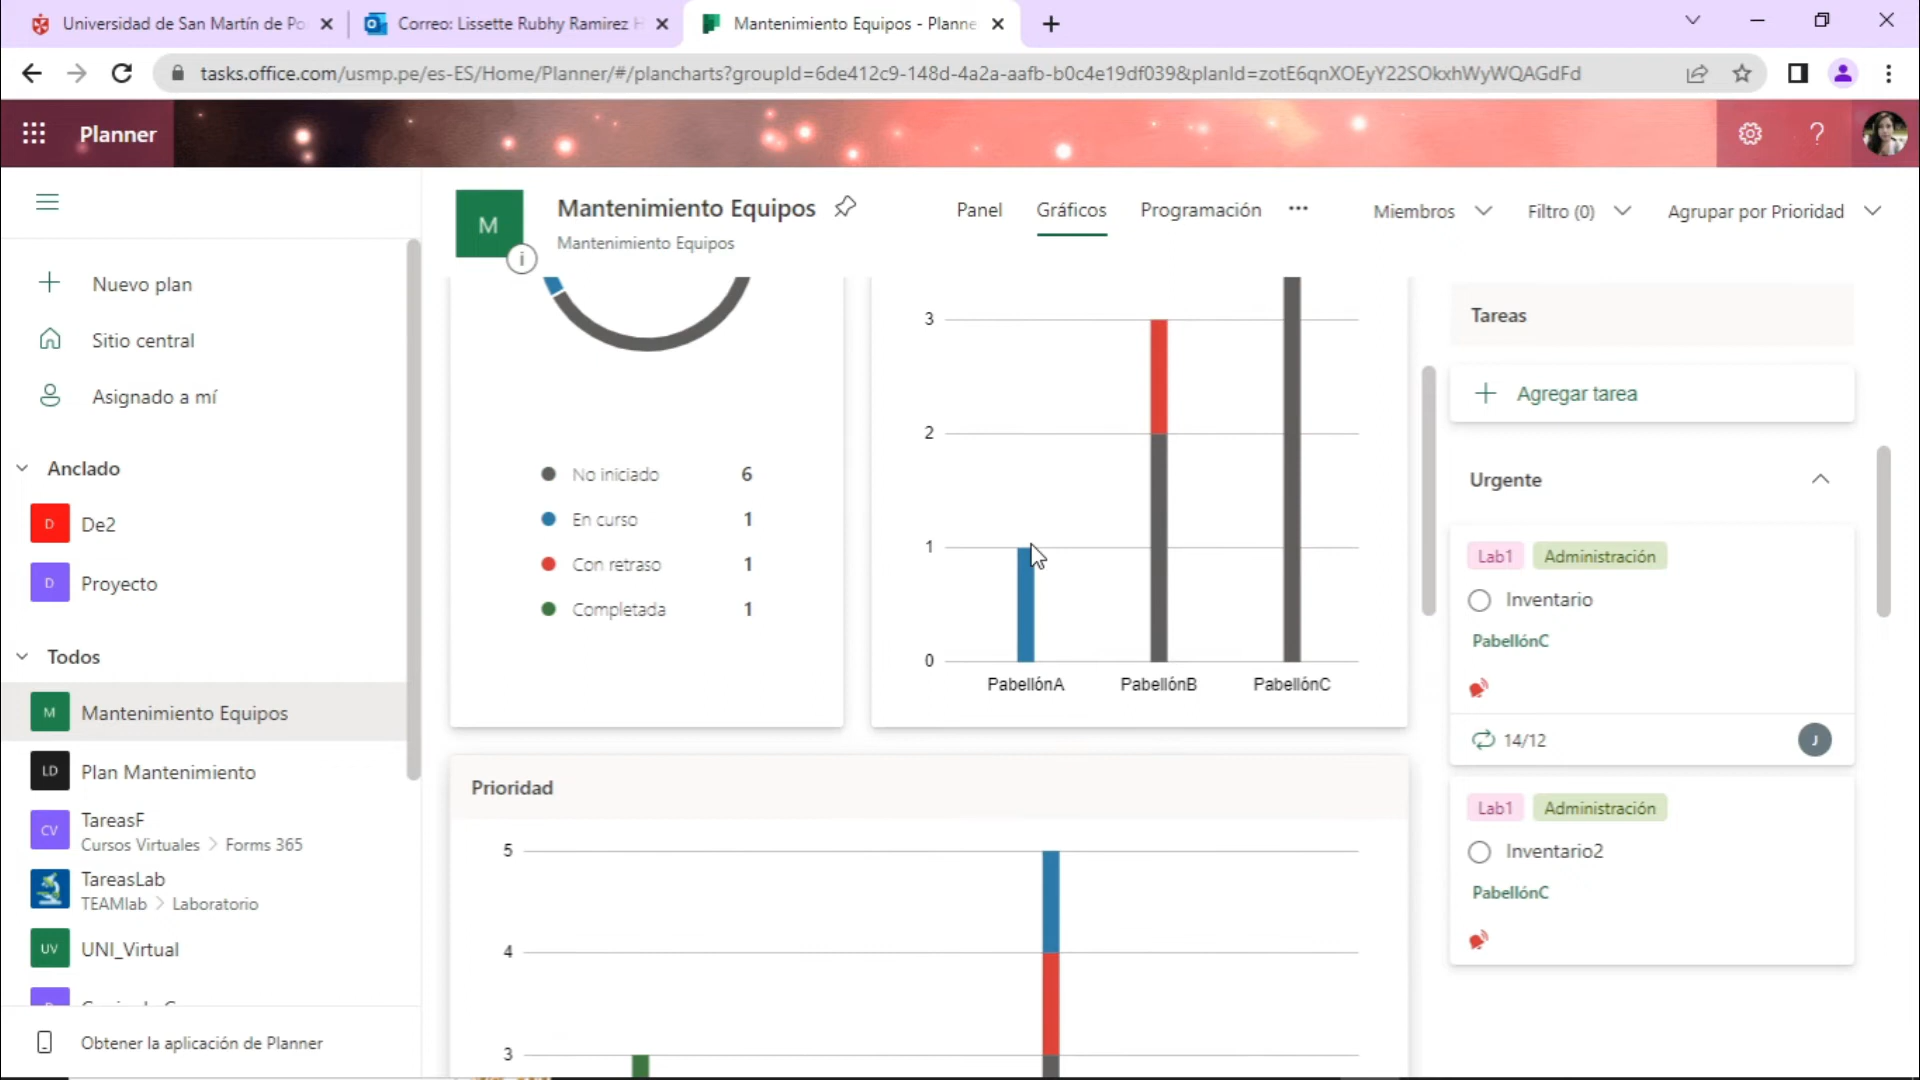 Universidad de San Martín de Po
Correo: Lissette Rubhy Ramirez H
Mantenimiento Equipos - Planne
tasks.office.com/usmp.pe/es-ES/Home/Planner/#/plancharts?groupId=6de412c9-148d-4a2a-aafb-b0c4e19df039&planId=zotE6qnXOEyY22SOkxhWyWQAGdFd
Planner
?
M
i
Mantenimiento Equipos
Mantenimiento Equipos
Panel
Gráficos
Programación
...
Miembros
Filtro (0)
Agrupar por Prioridad
Nuevo plan
Sitio central
Asignado a mí
Anclado
D De2
D Proyecto
Todos
M Mantenimiento Equipos
LD Plan Mantenimiento
CV TareasF
Cursos Virtuales > Forms 365
TareasLab
TEAMlab > Laboratorio
UV UNI_Virtual
Obtener la aplicación de Planner
No iniciado 6
En curso 1
Con retraso 1
Completada 1
3
2
1
0
PabellónA PabellónB PabellónC
Prioridad
5
4
3
Tareas
Agregar tarea
Urgente
Lab1 Administración
Inventario
PabellónC
14/12 J
Lab1 Administración
Inventario2
PabellónC